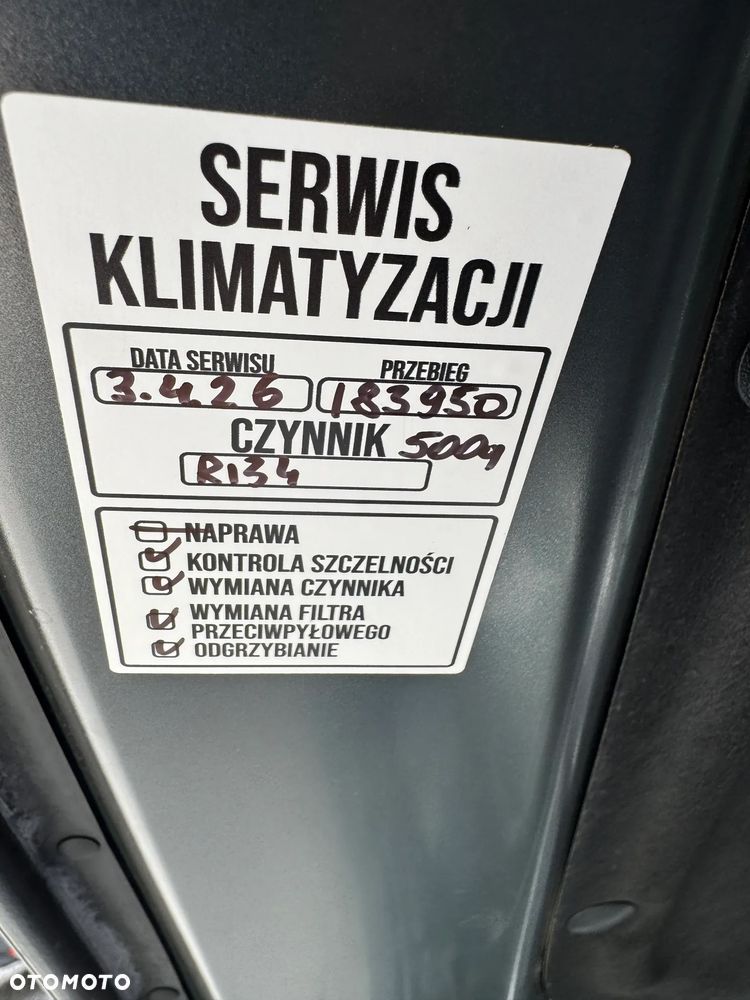 SERWIS
KLIMATYZACJI
DATA SERWISU PRZEBIEG
3.4.26 183950
CZYNNIK 500g
R134
NAPRAWA
KONTROLA SZCZELNOŚCI
WYMIANA CZYNNIKA
WYMIANA FILTRA
PRZECIWPYŁOWEGO
ODGRZYBIANIE
OTOMOTO